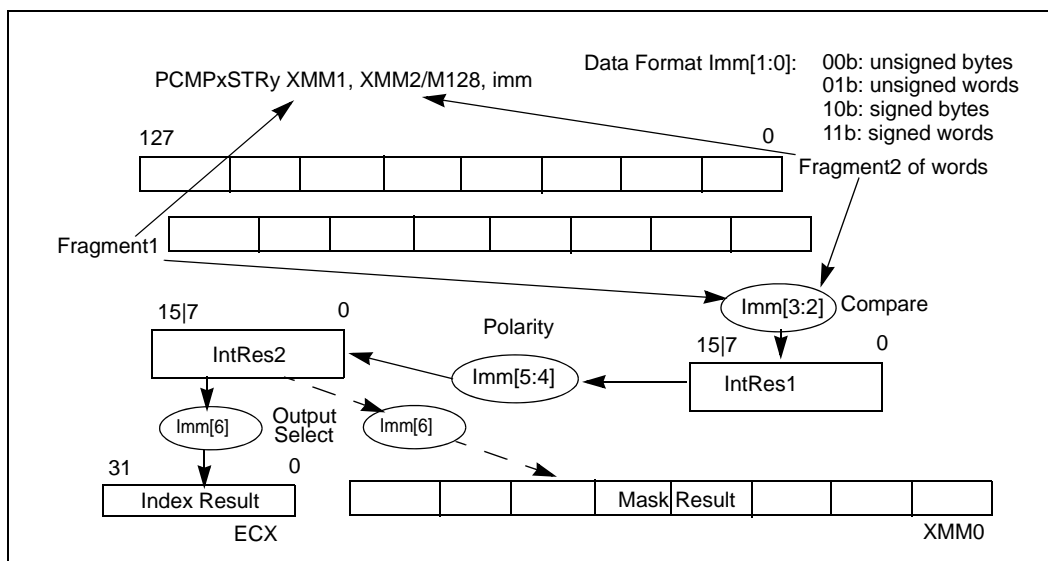 Data Format Imm[1:0]: 00b: unsigned bytes
PCMPxSTRy XMM1, XMM2/M128, imm
01b: unsigned words
10b: signed bytes
11b: signed words
127
0
Fragment2 of words
Fragment1
Imm[3:2]
Compare
15|7
0
IntRes2
Polarity
Imm[5:4]
15|7
0
IntRes1
Imm[6]
Output
Select
Imm[6]
31
0
Index Result
ECX
Mask Result
XMM0